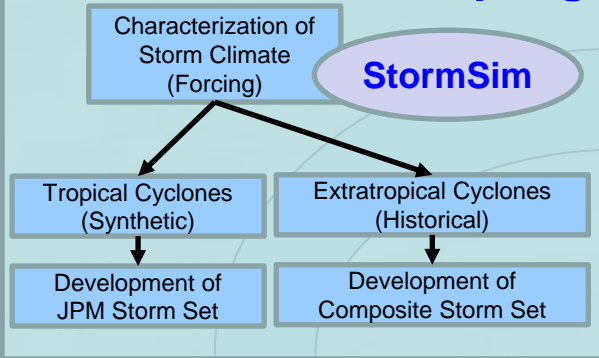 Characterization of
Storm Climate
(Forcing)
StormSim
Tropical Cyclones
(Synthetic)
Extratropical Cyclones
(Historical)
Development of
JPM Storm Set
Development of
Composite Storm Set